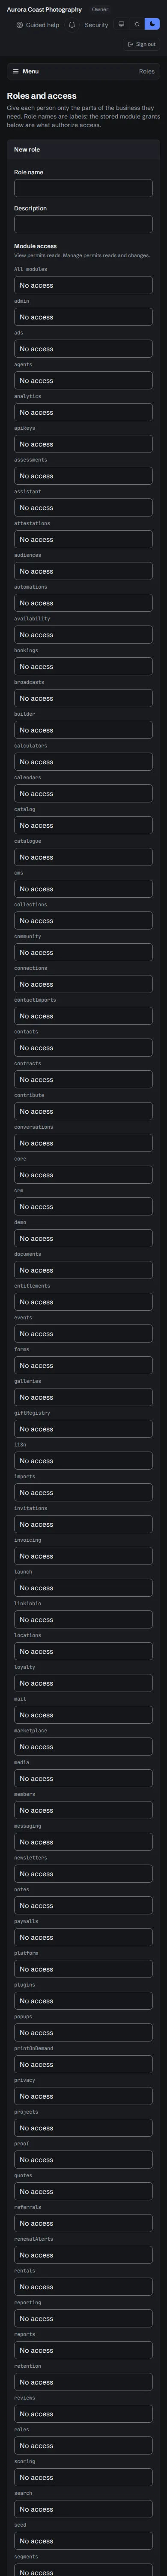 Aurora Coast Photography Owner
Guided help Security
Sign out
Menu Roles
Roles and access
Give each person only the parts of the business they
need. Role names are labels; the stored module grants
below are what authorize access.
New role
Role name
Description
Module access
View permits reads. Manage permits reads and changes.
All modules
No access
admin
No access
ads
No access
agents
No access
analytics
No access
apikeys
No access
assessments
No access
assistant
No access
attestations
No access
audiences
No access
automations
No access
availability
No access
bookings
No access
broadcasts
No access
builder
No access
calculators
No access
calendars
No access
catalog
No access
catalogue
No access
cms
No access
collections
No access
community
No access
connections
No access
contactImports
No access
contacts
No access
contracts
No access
contribute
No access
conversations
No access
core
No access
crm
No access
demo
No access
documents
No access
entitlements
No access
events
No access
forms
No access
galleries
No access
giftRegistry
No access
i18n
No access
imports
No access
invitations
No access
invoicing
No access
launch
No access
linkinbio
No access
locations
No access
loyalty
No access
mail
No access
marketplace
No access
media
No access
members
No access
messaging
No access
newsletters
No access
notes
No access
paywalls
No access
platform
No access
plugins
No access
popups
No access
printOnDemand
No access
privacy
No access
projects
No access
proof
No access
quotes
No access
referrals
No access
renewalAlerts
No access
rentals
No access
reporting
No access
reports
No access
retention
No access
reviews
No access
roles
No access
scoring
No access
search
No access
seed
No access
segments
No access